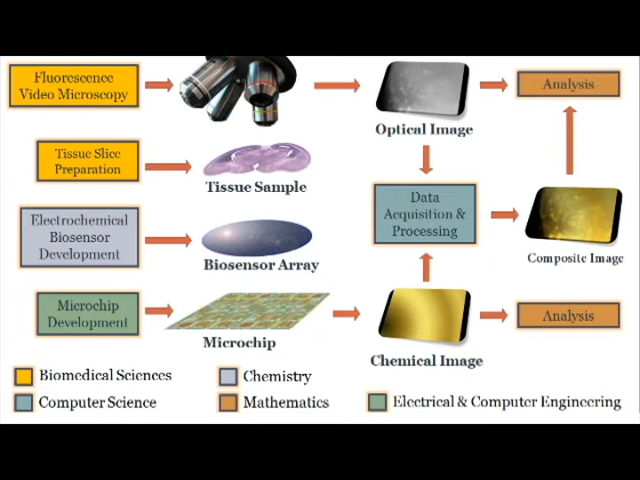 Fluorescence
Video Microscopy
Analysis
Optical Image
Tissue Slice
Preparation
Tissue Sample
Data
Acquisition &
Processing
Electrochemical
Biosensor
Development
Biosensor Array
Composite Image
Microchip
Development
Microchip
Chemical Image
Analysis
Biomedical Sciences
Chemistry
Computer Science
Mathematics
Electrical & Computer Engineering